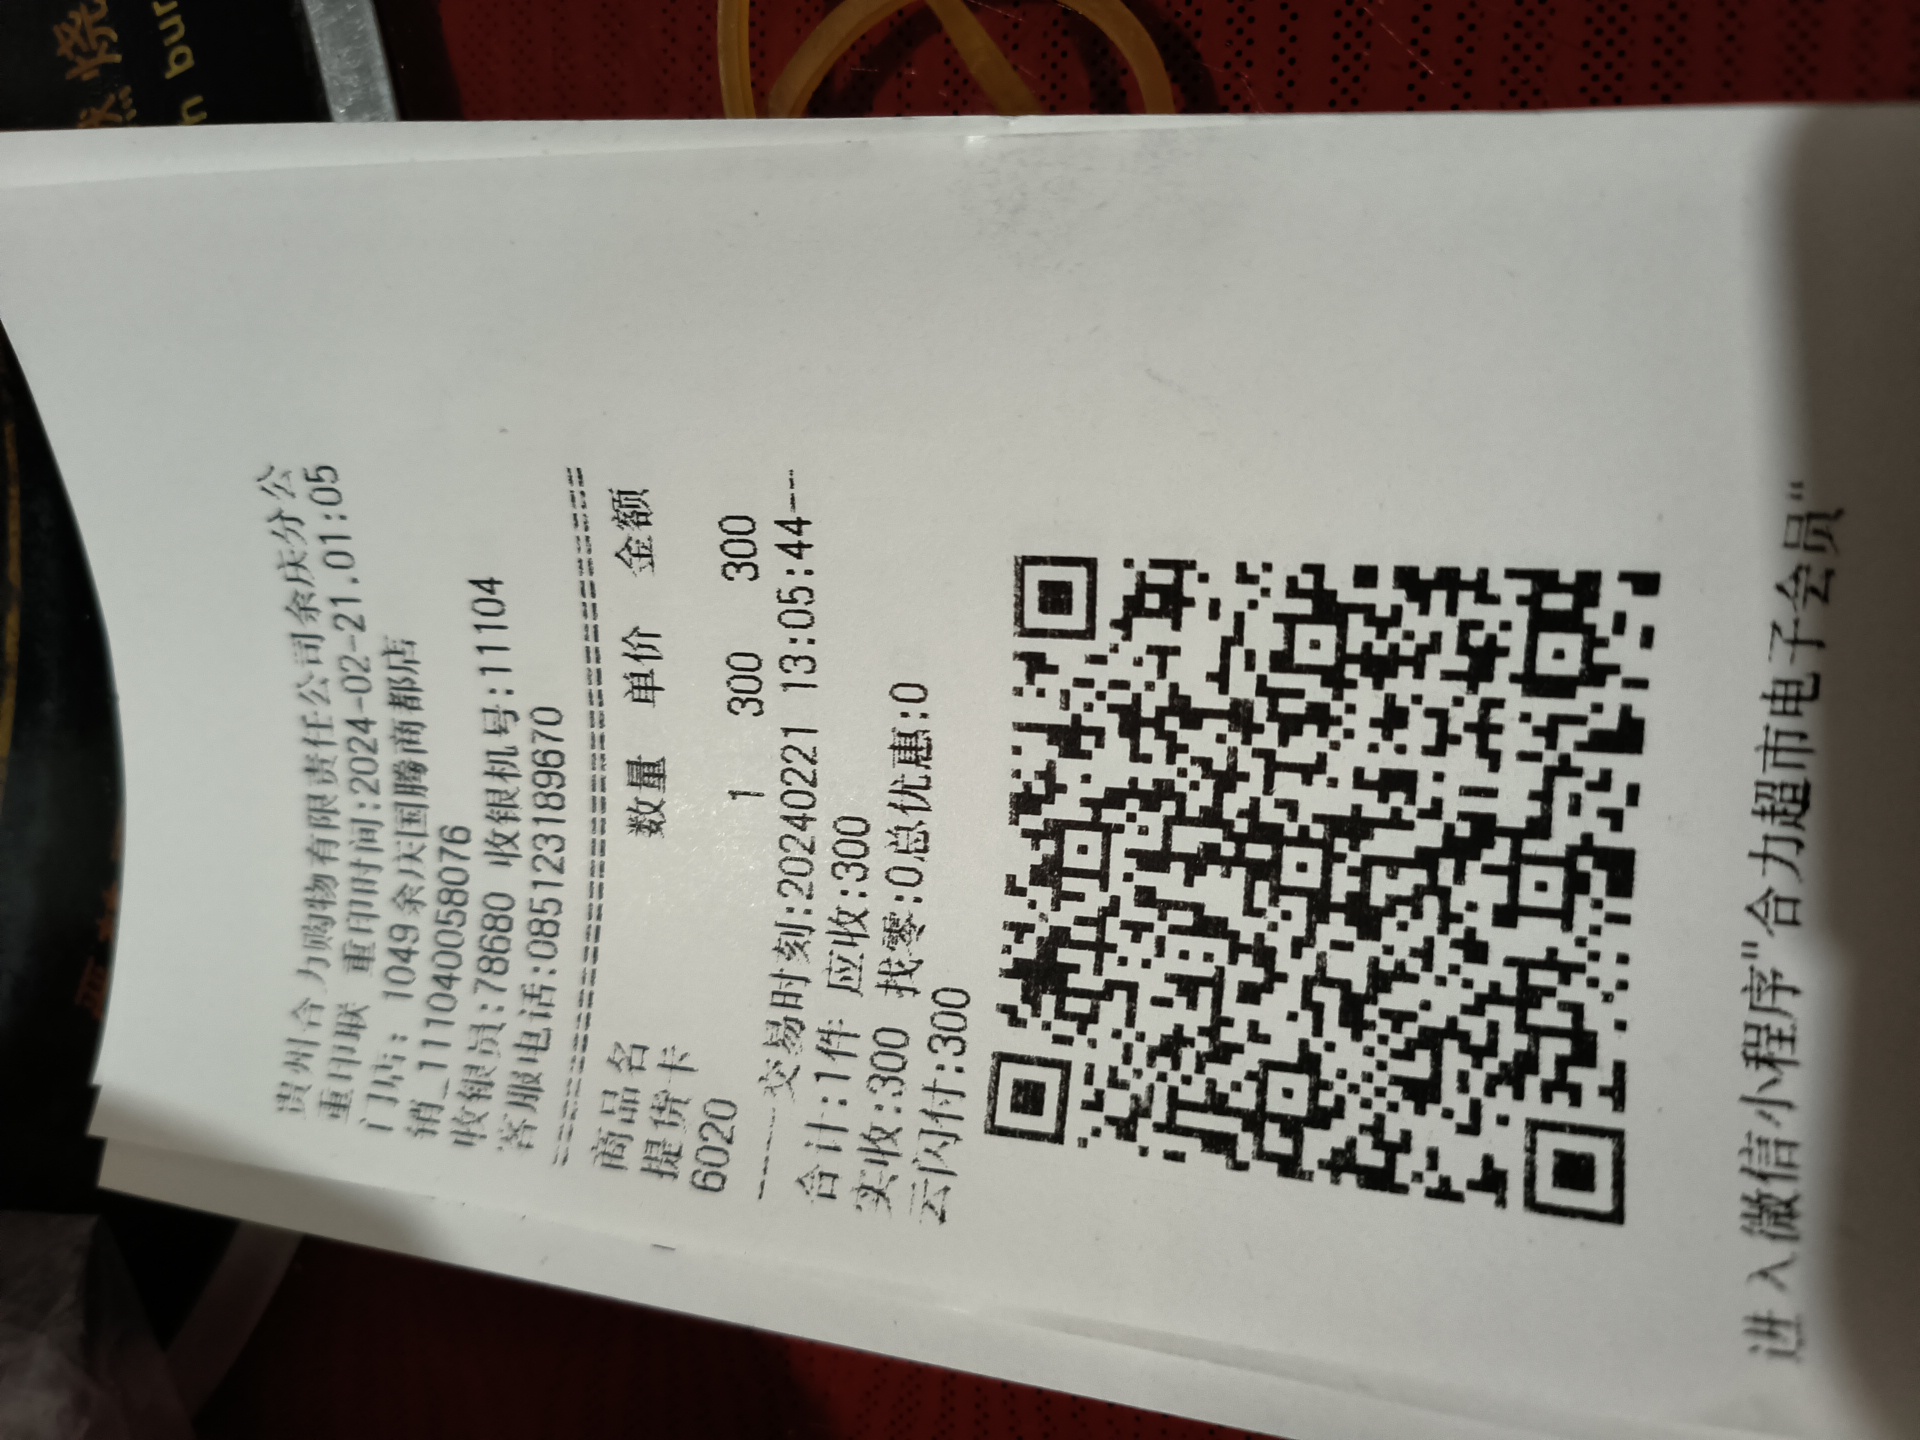 贵州合力购物有限责任公司余庆分公
重印联 重印时间:2024-02-21.01:05
门店: 1049余庆国腾商都店
销_111040058076
收银员:78680 收银机号:11104
客服电话:085123189670
================================
商品名 数量 单价 金额
提货卡
6020 1 300 300
-----交易时刻:20240221 13:05:44---
合计:1件 应收:300
实收:300 找零:0总优惠:0
云闪付:300
进入微信小程序"合力超市电子会员"
烧
n bur